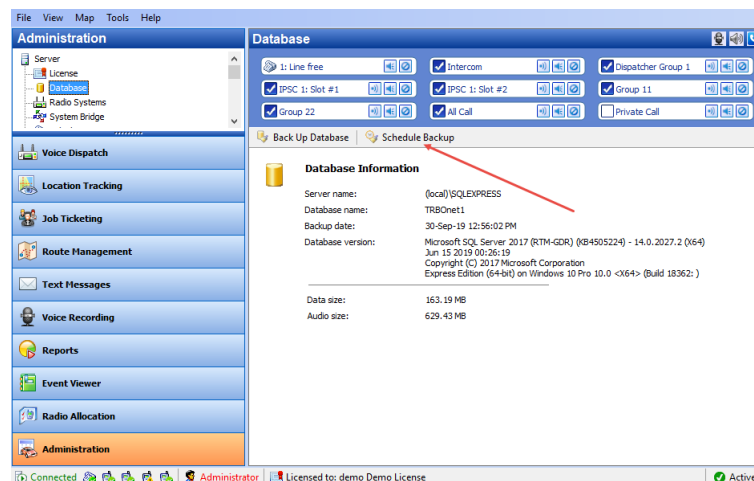 File View Map Tools Help
Administration
Database
Server
License
Database
Radio Systems
System Bridge
1: Line free
Intercom
Dispatcher Group 1
IPSC 1: Slot #1
IPSC 1: Slot #2
Group 11
Group 22
All Call
Private Call
Back Up Database
Schedule Backup
Voice Dispatch
Location Tracking
Job Ticketing
Route Management
Text Messages
Voice Recording
Reports
Event Viewer
Radio Allocation
Administration
Database Information
Server name: (local)\SQLEXPRESS
Database name: TRBOnet1
Backup date: 30-Sep-19 12:56:02 PM
Database version: Microsoft SQL Server 2017 (RTM-GDR) (KB4505224) - 14.0.2027.2 (X64)
Jun 15 2019 00:26:19
Copyright (C) 2017 Microsoft Corporation
Express Edition (64-bit) on Windows 10 Pro 10.0 <X64> (Build 18362: )
Data size: 163.19 MB
Audio size: 629.43 MB
Connected
Administrator
Licensed to: demo Demo License
Active